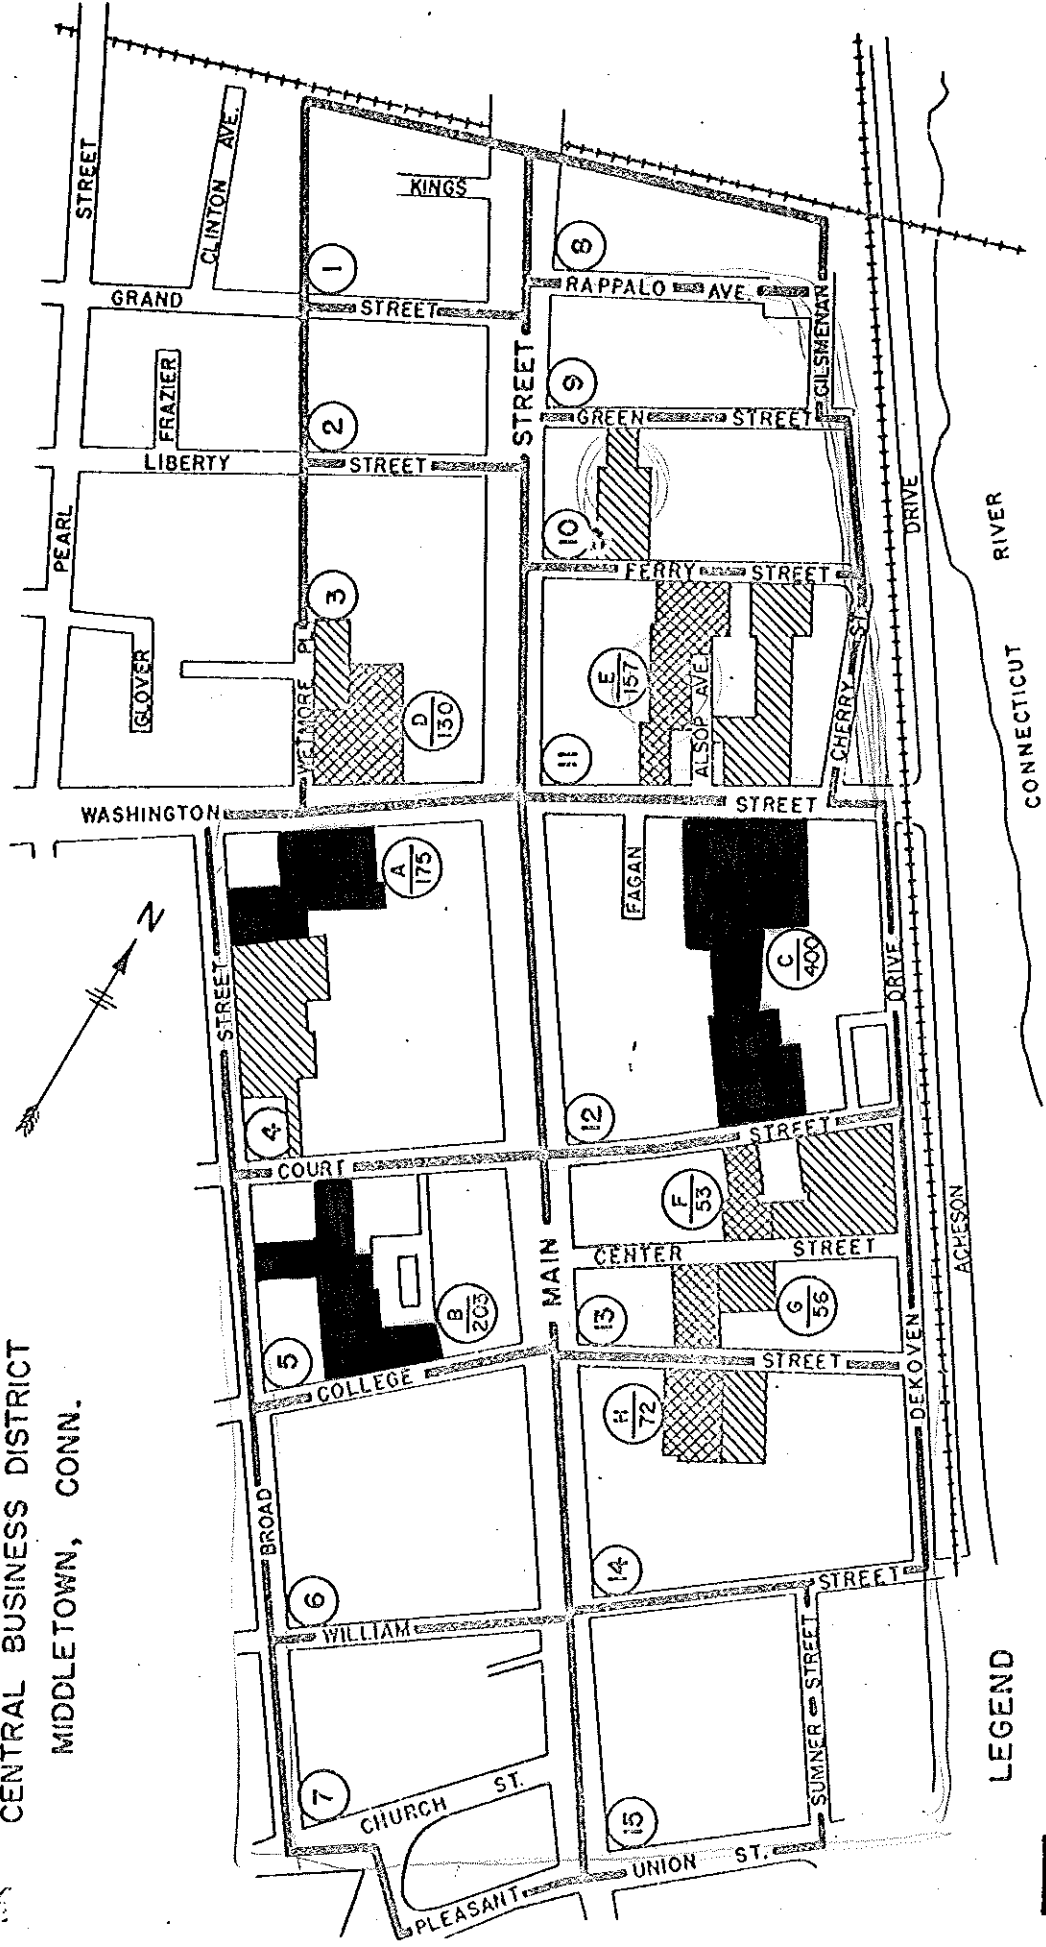 CENTRAL BUSINESS DISTRICT
MIDDLETOWN, CONN.
STREET
CLINTON AVE.
KINGS
GRAND
STREET
1
8
RAPPALO AVE.
GILSMENAN
FRAZIER
2
STREET
9
GREEN STREET
LIBERTY
STREET
PEARL
10
FERRY STREET
DRIVE
RIVER
CONNECTICUT
GLOVER
WETMORE PL.
3
D
130
E
157
ALSOP AVE.
CHERRY ST.
11
WASHINGTON
STREET
A
175
FAGAN
C
400
DRIVE
N
STREET
4
12
COURT
STREET
F
53
MAIN
CENTER STREET
ACHESON
B
203
13
G
56
5
COLLEGE
STREET
DEKOVEN
H
72
BROAD
6
14
WILLIAM
STREET
SUMNER STREET
7
CHURCH ST.
15
UNION ST.
PLEASANT
LEGEND